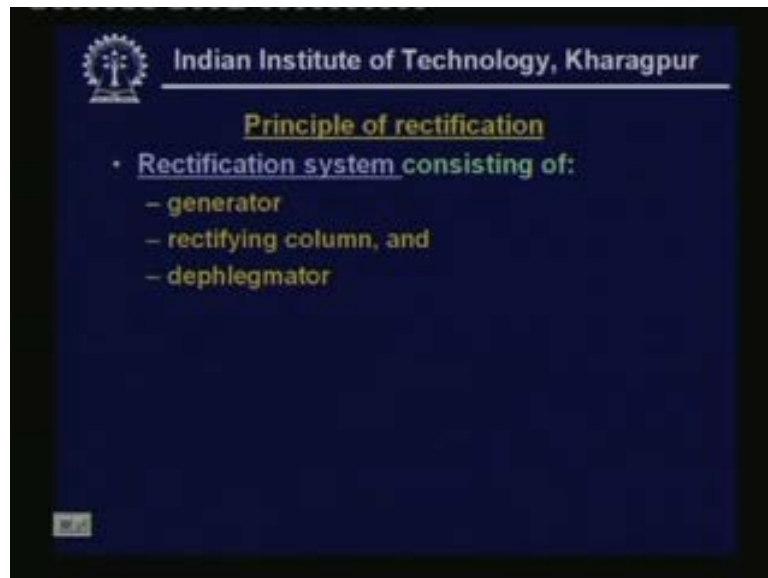 Indian Institute of Technology, Kharagpur
Principle of rectification
• Rectification system consisting of:
– generator
– rectifying column, and
– dephlegmator